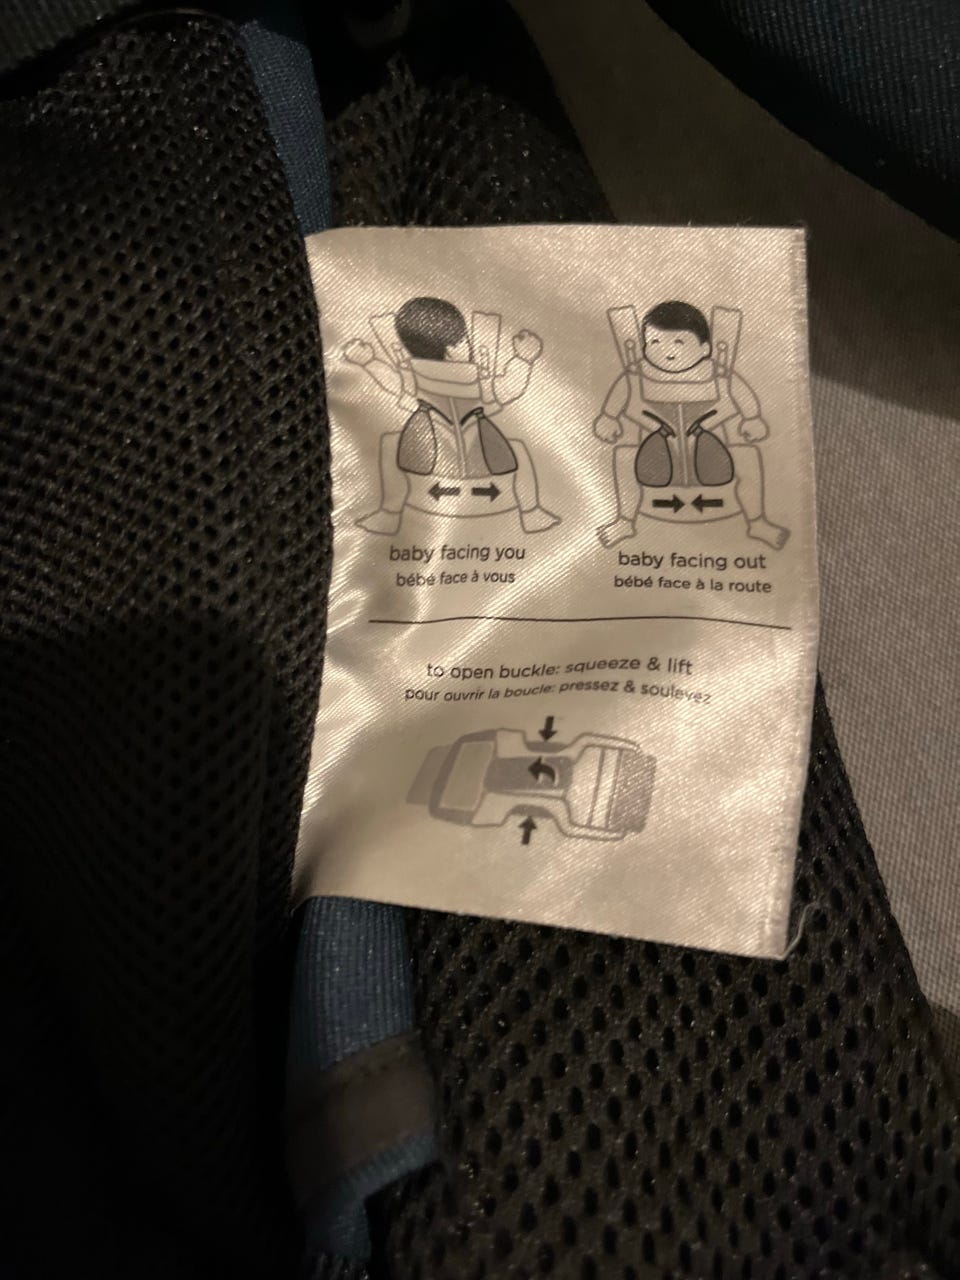 baby facing you
bébé face à vous
baby facing out
bébé face à la route
to open buckle: squeeze & lift
pour ouvrir la boucle: pressez & soulevez